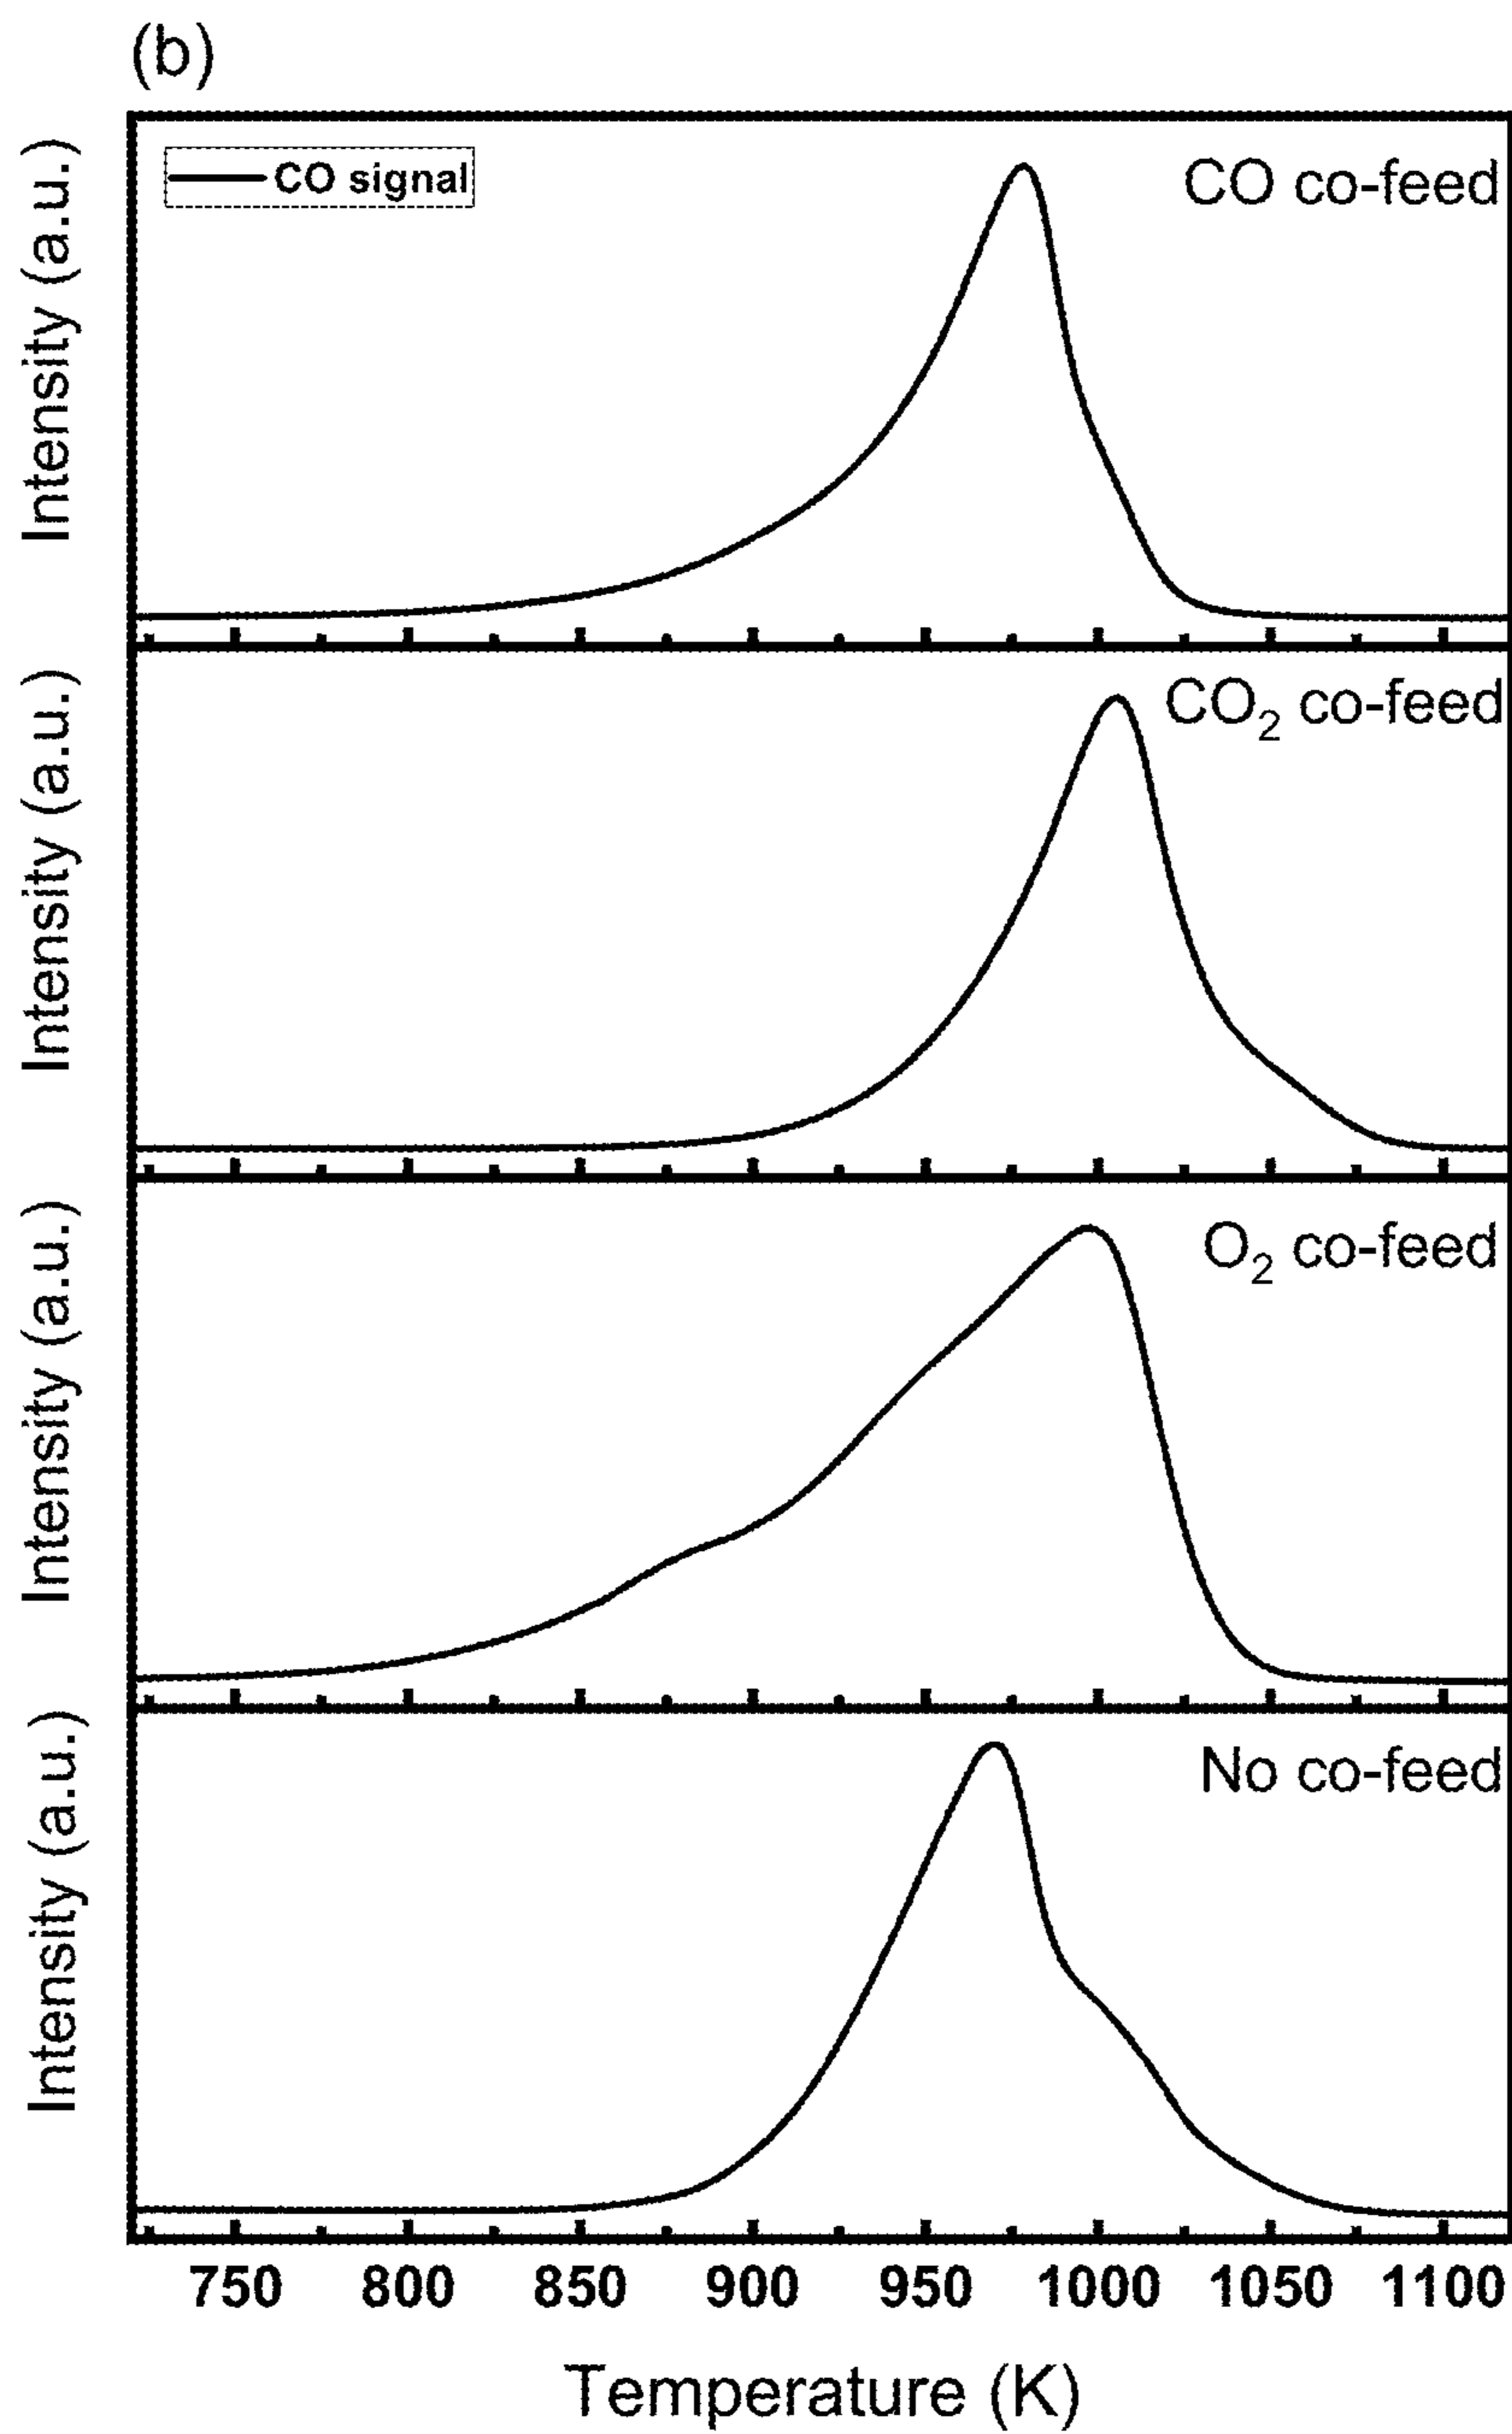 (b)
CO signal
CO co-feed
Intensity (a.u.)
CO2 co-feed
Intensity (a.u.)
O2 co-feed
Intensity (a.u.)
No co-feed
Intensity (a.u.)
750 800 850 900 950 1000 1050 1100
Temperature (K)